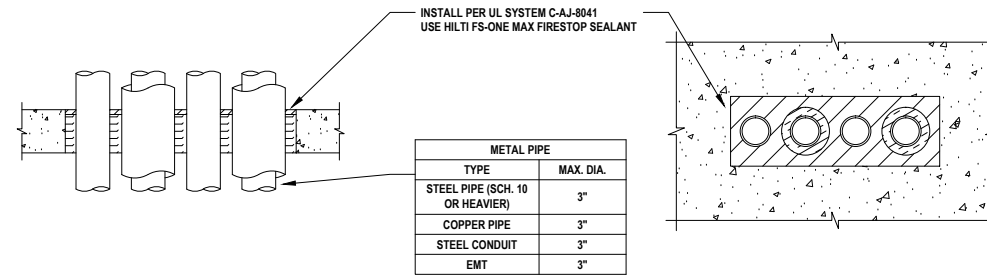 INSTALL PER UL SYSTEM C-AJ-8041
USE HILTI FS-ONE MAX FIRESTOP SEALANT
METAL PIPE
TYPE MAX. DIA.
STEEL PIPE (SCH. 10
OR HEAVIER) 3"
COPPER PIPE 3"
STEEL CONDUIT 3"
EMT 3"